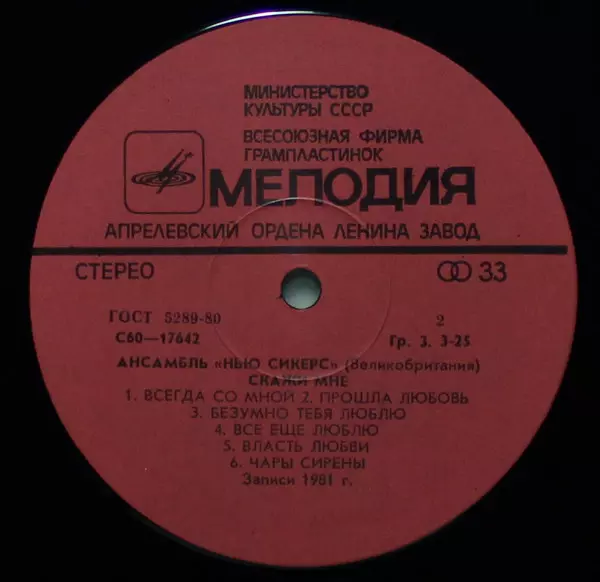 МИНИСТЕРСТВО
КУЛЬТУРЫ СССР
ВСЕСОЮЗНАЯ ФИРМА
ГРАМПЛАСТИНОК
МЕЛОДИЯ
АПРЕЛЕВСКИЙ ОРДЕНА ЛЕНИНА ЗАВОД
СТЕРЕО 33
ГОСТ 5289-80 2
С60—17642 Гр. 3. 3-25
АНСАМБЛЬ «НЬЮ СИКЕРС» (Великобритания)
СКАЖИ МНЕ
1. ВСЕГДА СО МНОЙ 2. ПРОШЛА ЛЮБОВЬ
3. БЕЗУМНО ТЕБЯ ЛЮБЛЮ
4. ВСЕ ЕЩЕ ЛЮБЛЮ
5. ВЛАСТЬ ЛЮБВИ
6. ЧАРЫ СИРЕНЫ
Записи 1981 г.